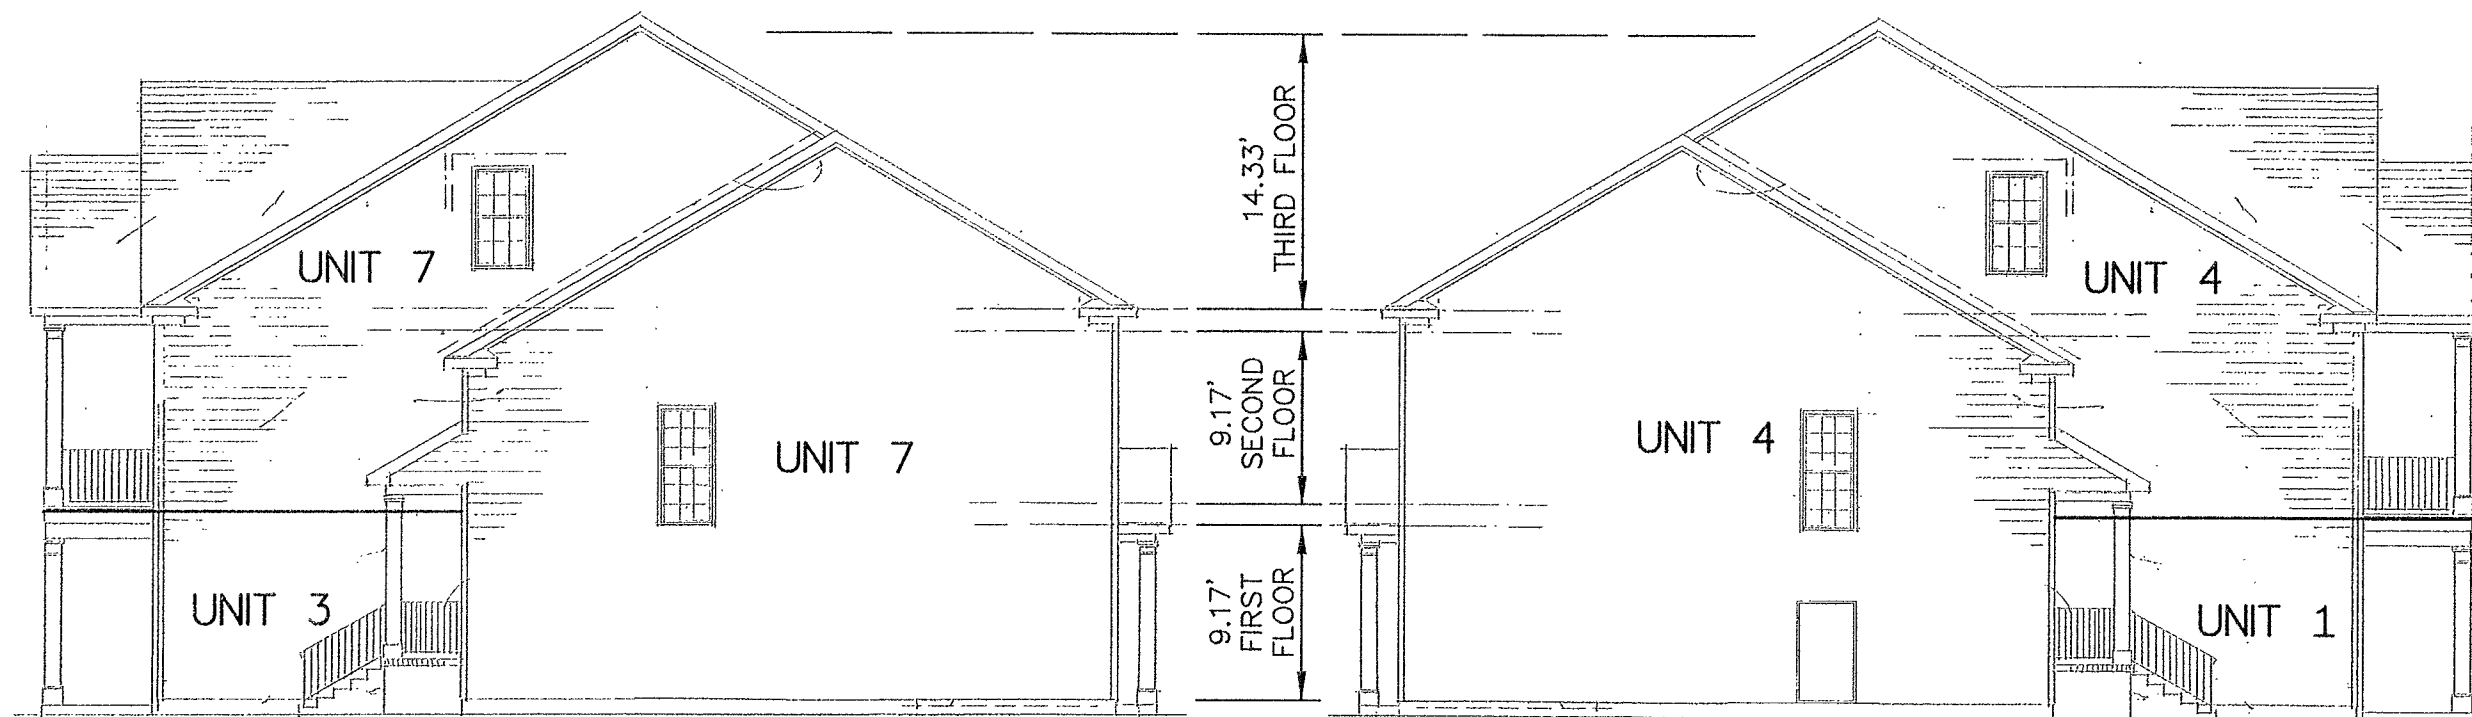 UNIT 7
UNIT 7
UNIT 3
14.33'
THIRD FLOOR
9.17'
SECOND
FLOOR
9.17'
FIRST
FLOOR
UNIT 4
UNIT 4
UNIT 1